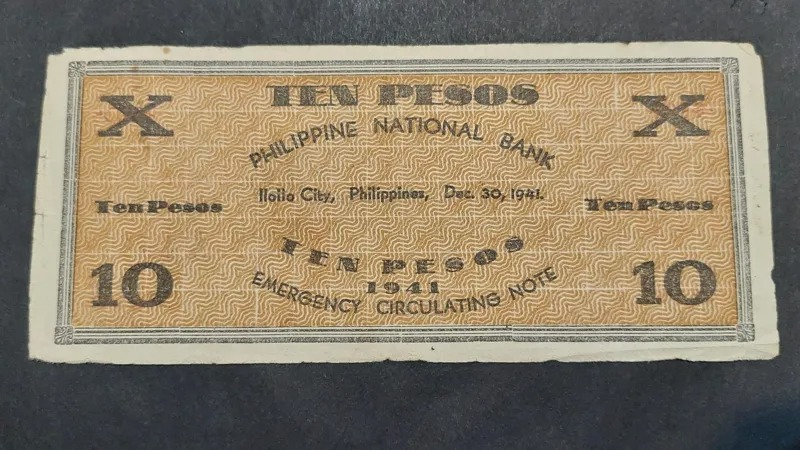 TEN PESOS
X X
PHILIPPINE NATIONAL BANK
Iloilo City, Philippines, Dec. 30, 1941.
Ten Pesos Ten Pesos
TEN PESOS
10 1941 10
EMERGENCY CIRCULATING NOTE